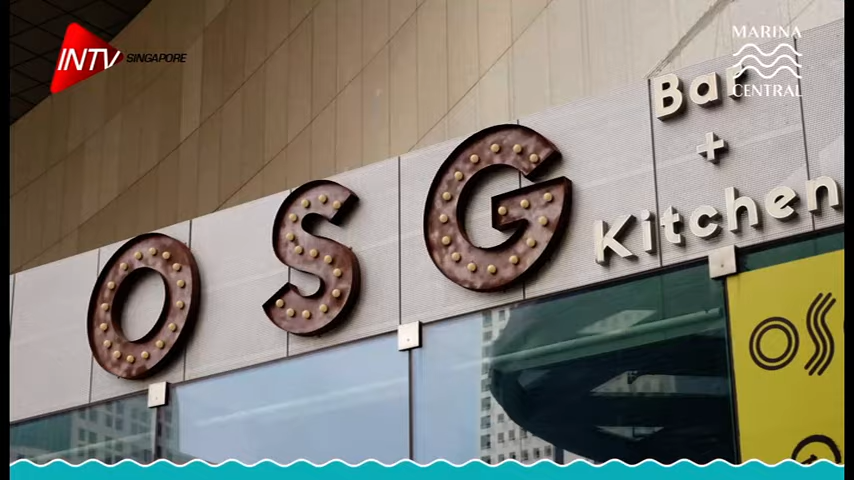 INTV SINGAPORE
MARINA
CENTRAL
OSG
Bar
+
Kitchen
OS